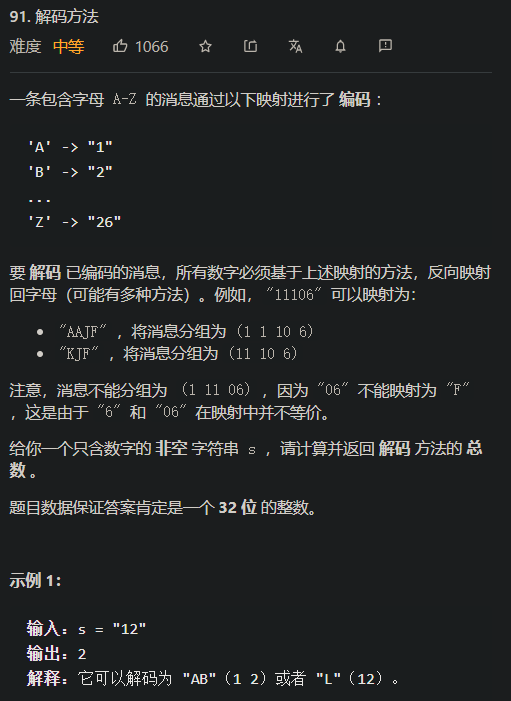 91. 解码方法
难度 中等 1066
一条包含字母 A-Z 的消息通过以下映射进行了 编码 ：
'A' -> "1"
'B' -> "2"
...
'Z' -> "26"
要 解码 已编码的消息，所有数字必须基于上述映射的方法，反向映射
回字母（可能有多种方法）。例如，"11106" 可以映射为：
"AAJF" ，将消息分组为 (1 1 10 6)
"KJF" ，将消息分组为 (11 10 6)
注意，消息不能分组为 (1 11 06) ，因为 "06" 不能映射为 "F"
，这是由于 "6" 和 "06" 在映射中并不等价。
给你一个只含数字的 非空 字符串 s ，请计算并返回 解码 方法的 总
数 。
题目数据保证答案肯定是一个 32 位 的整数。
示例 1：
输入：s = "12"
输出：2
解释：它可以解码为 "AB"（1 2）或者 "L"（12）。